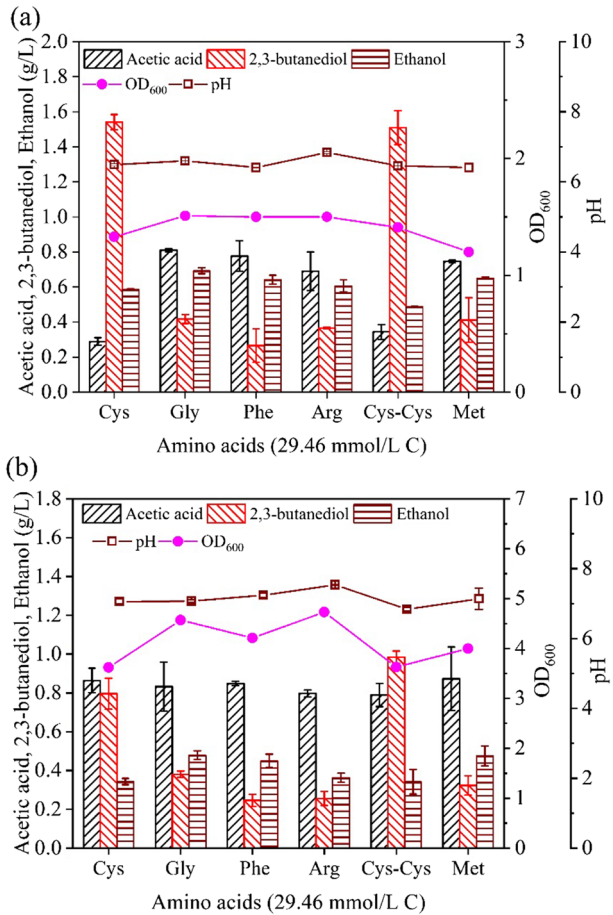 (a)
Acetic acid 2,3-butanediol Ethanol
OD600 pH
Acetic acid, 2,3-butanediol, Ethanol (g/L)
2.0
1.8
1.6
1.4
1.2
1.0
0.8
0.6
0.4
0.2
0.0
3
2
1
0
OD600
10
8
6
4
2
0
pH
Cys Gly Phe Arg Cys-Cys Met
Amino acids (29.46 mmol/L C)
(b)
Acetic acid 2,3-butanediol Ethanol
pH OD600
Acetic acid, 2,3-butanediol, Ethanol (g/L)
1.8
1.6
1.4
1.2
1.0
0.8
0.6
0.4
0.2
0.0
7
6
5
4
3
2
1
0
OD600
10
8
6
4
2
0
pH
Cys Gly Phe Arg Cys-Cys Met
Amino acids (29.46 mmol/L C)